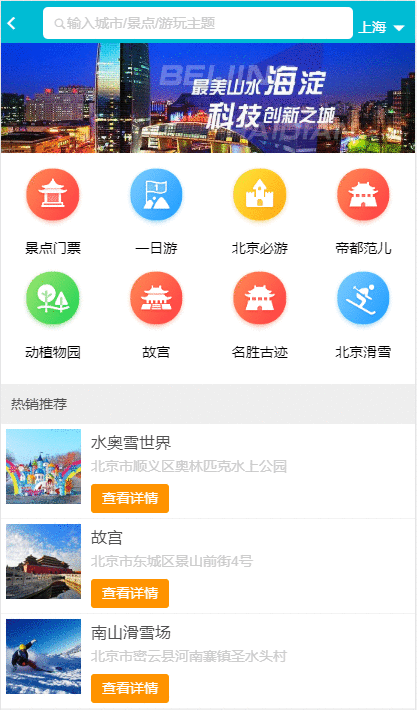 输入城市/景点/游玩主题
上海
BEIJING
最美山水海淀
科技创新之城
景点门票
一日游
北京必游
帝都范儿
动植物园
故宫
名胜古迹
北京滑雪
热销推荐
水奥雪世界
北京市顺义区奥林匹克水上公园
查看详情
故宫
北京市东城区景山前街4号
查看详情
南山滑雪场
北京市密云县河南寨镇圣水头村
查看详情